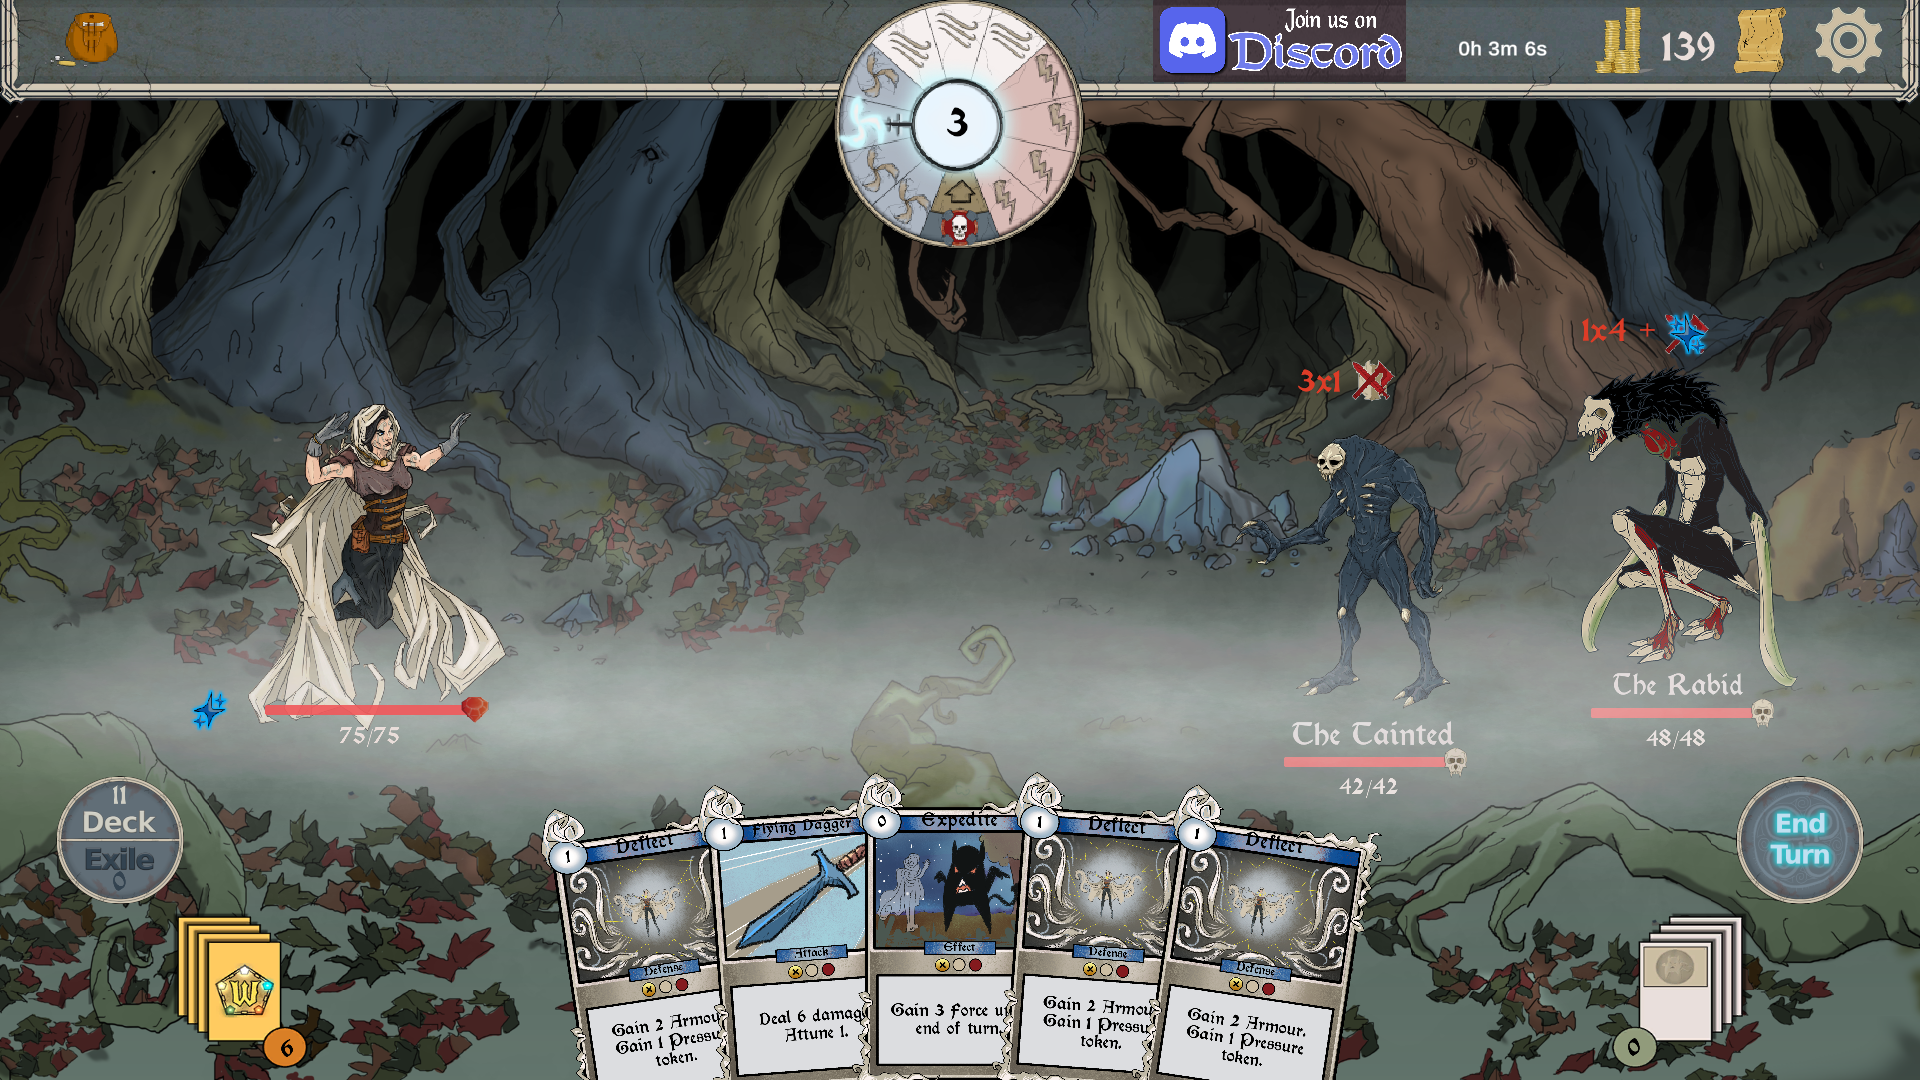 Join us on
Discord
0h 3m 6s
139
3
1x4 +
3x1
The Rabid
48/48
The Tainted
42/42
75/75
11
Deck
Exile
0
End
Turn
6
0
1
Deflect
Defense
Gain 2 Armou
Gain 1 Pressu
token.
1
Flying Dagger
Attack
Deal 6 damag
Attune 1.
0
Expedite
Effect
Gain 3 Force u
end of turn.
1
Deflect
Defense
Gain 2 Armou
Gain 1 Pressu
token.
1
Deflect
Defense
Gain 2 Armour.
Gain 1 Pressure
token.
W